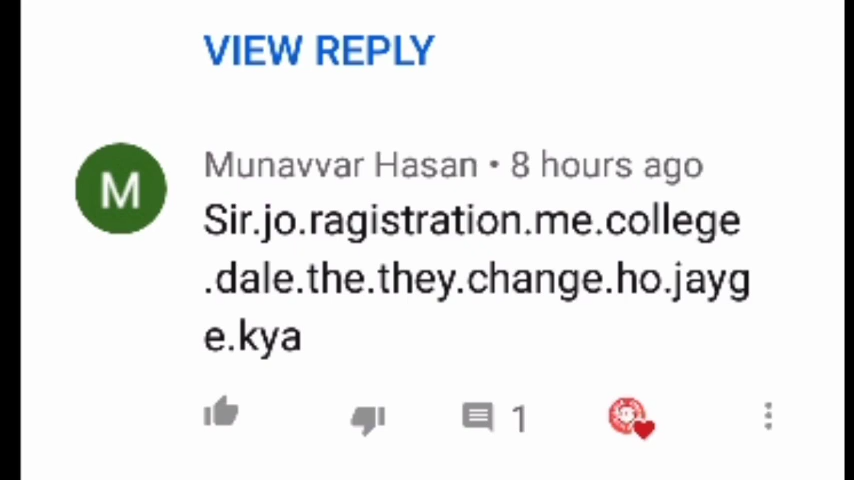 VIEW REPLY
M
Munavvar Hasan • 8 hours ago
Sir.jo.ragistration.me.college
.dale.the.they.change.ho.jayg
e.kya
1